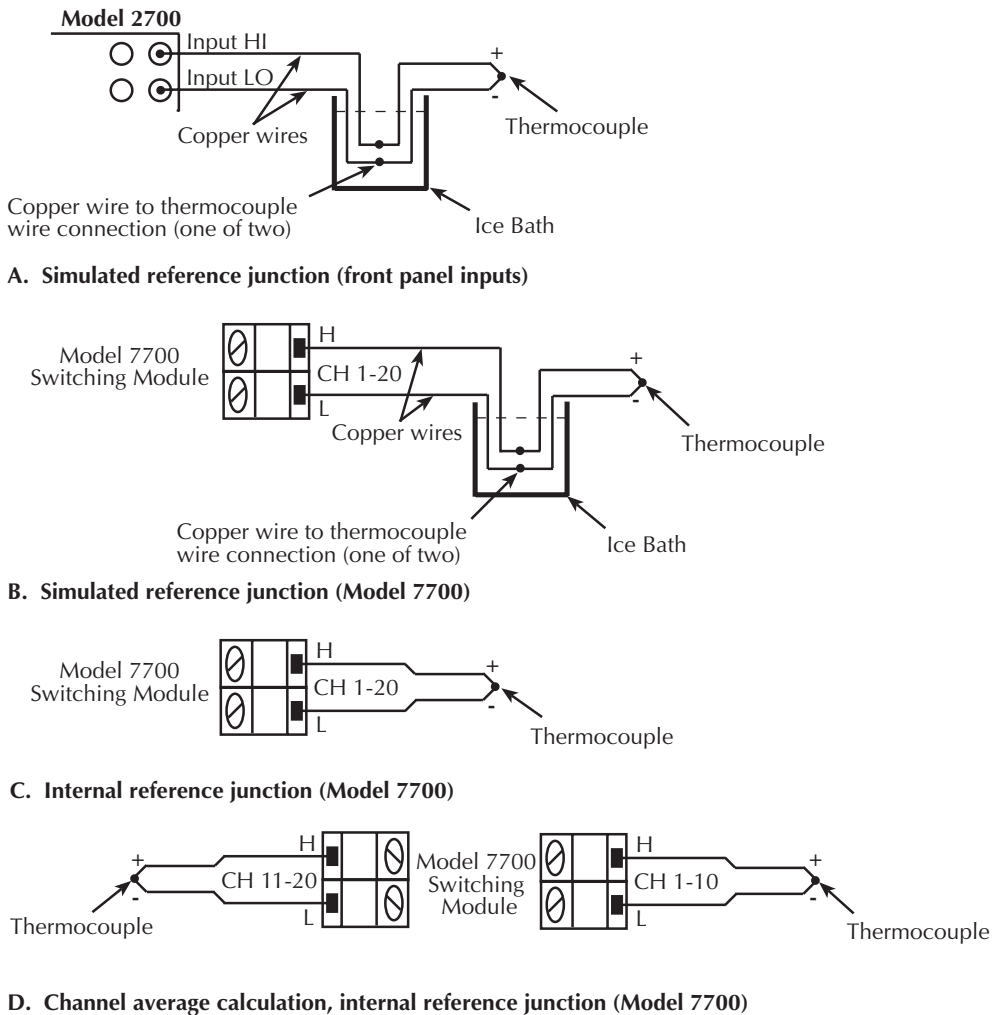 Model 2700
Input HI
Input LO
+
-
Copper wires
Thermocouple
Copper wire to thermocouple
wire connection (one of two)
Ice Bath
A. Simulated reference junction (front panel inputs)
H
Model 7700
Switching Module
CH 1-20
L
+
-
Copper wires
Thermocouple
Copper wire to thermocouple
wire connection (one of two)
Ice Bath
B. Simulated reference junction (Model 7700)
H
Model 7700
Switching Module
CH 1-20
L
+
-
Thermocouple
C. Internal reference junction (Model 7700)
+
-
H
CH 11-20
L
Thermocouple
Model 7700
Switching
Module
H
CH 1-10
L
+
-
Thermocouple
D. Channel average calculation, internal reference junction (Model 7700)